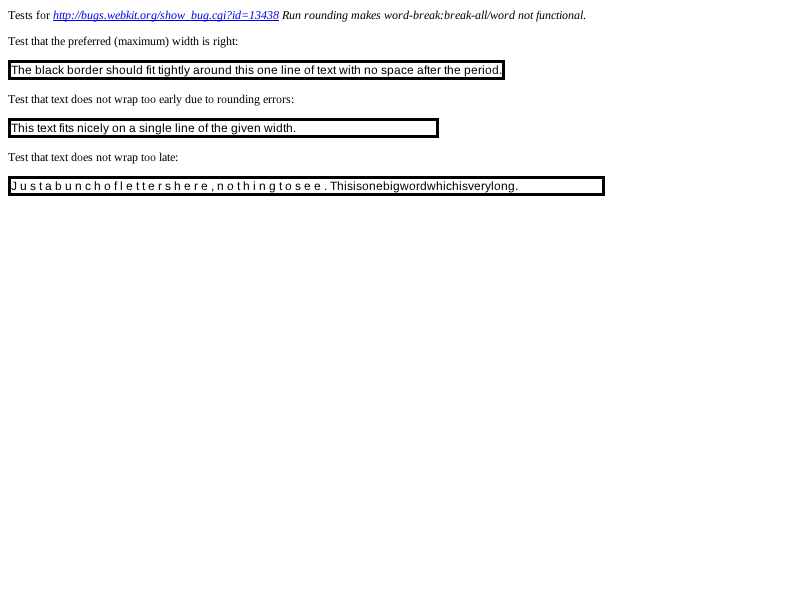 Tests for http://bugs.webkit.org/show_bug.cgi?id=13438 Run rounding makes word-break:break-all/word not functional.
Test that the preferred (maximum) width is right:
The black border should fit tightly around this one line of text with no space after the period.
Test that text does not wrap too early due to rounding errors:
This text fits nicely on a single line of the given width.
Test that text does not wrap too late:
J u s t a b u n c h o f l e t t e r s h e r e , n o t h i n g t o s e e . Thisisonebigwordwhichisverylong.